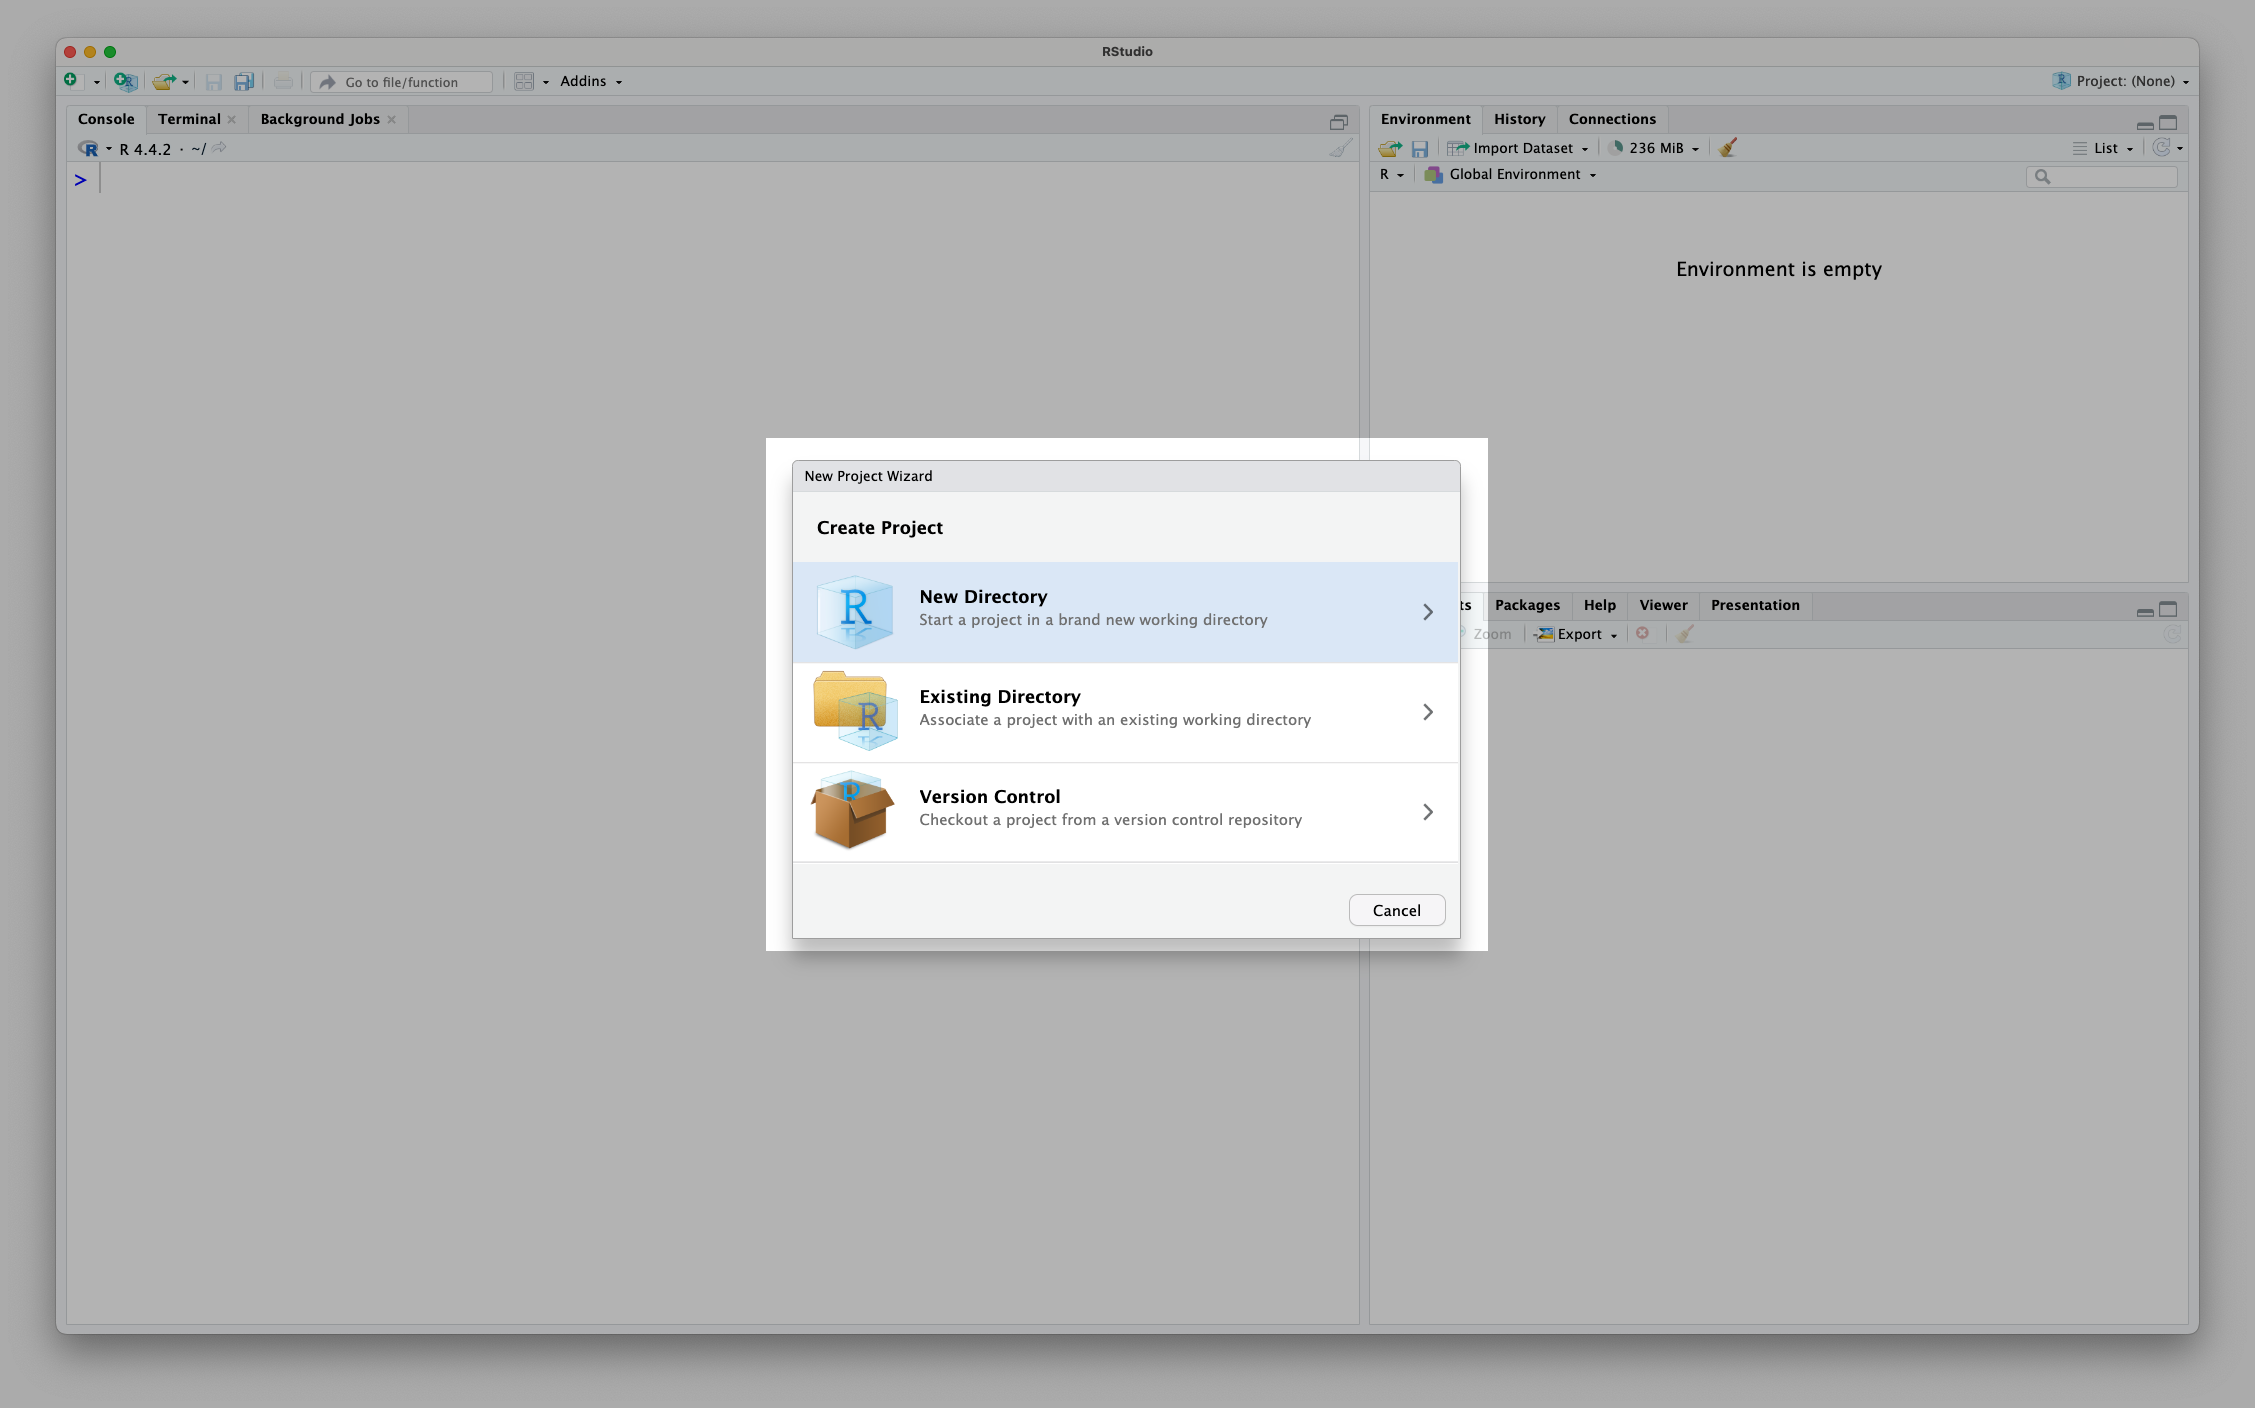 RStudio
Go to file/function
Addins
Project: (None)
Console Terminal Background Jobs
R 4.4.2 · ~/
>
Environment History Connections
Import Dataset 236 MiB List
R Global Environment
Environment is empty
New Project Wizard
Create Project
New Directory
Start a project in a brand new working directory
Existing Directory
Associate a project with an existing working directory
Version Control
Checkout a project from a version control repository
Cancel
ts Packages Help Viewer Presentation
Zoom Export